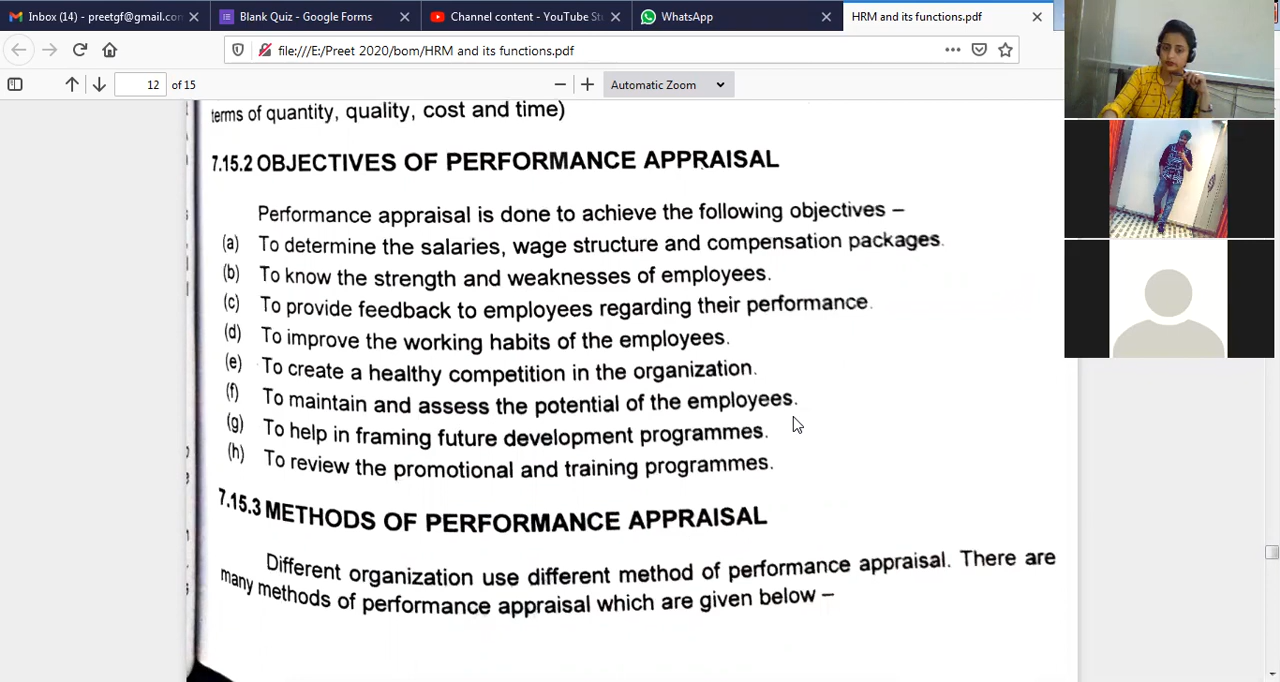 Inbox (14) - preetgf@gmail.con
Blank Quiz - Google Forms
Channel content - YouTube St
WhatsApp
HRM and its functions.pdf
file:///E:/Preet 2020/bom/HRM and its functions.pdf
12 of 15
Automatic Zoom
terms of quantity, quality, cost and time)
7.15.2 OBJECTIVES OF PERFORMANCE APPRAISAL
Performance appraisal is done to achieve the following objectives –
(a) To determine the salaries, wage structure and compensation packages.
(b) To know the strength and weaknesses of employees.
(c) To provide feedback to employees regarding their performance.
(d) To improve the working habits of the employees.
(e) To create a healthy competition in the organization.
(f) To maintain and assess the potential of the employees.
(g) To help in framing future development programmes.
(h) To review the promotional and training programmes.
7.15.3 METHODS OF PERFORMANCE APPRAISAL
Different organization use different method of performance appraisal. There are
many methods of performance appraisal which are given below –